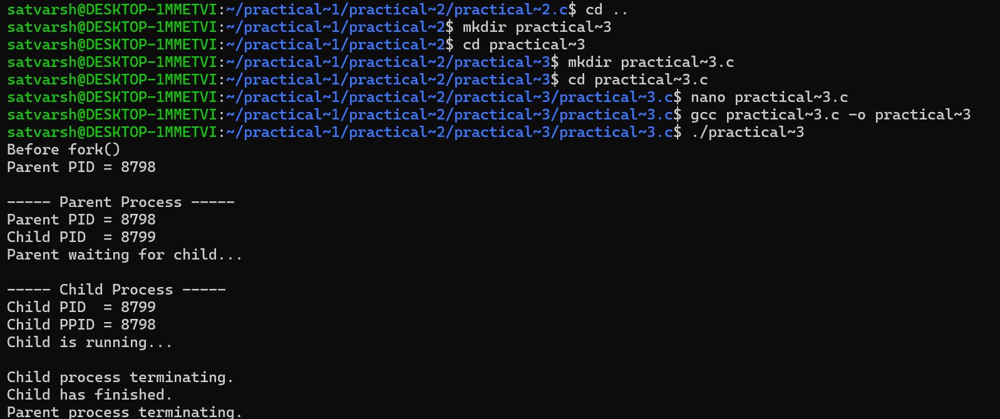 satvarsh@DESKTOP-1MMETVI:~/practical~1/practical~2/practical~2.c$ cd ..
satvarsh@DESKTOP-1MMETVI:~/practical~1/practical~2$ mkdir practical~3
satvarsh@DESKTOP-1MMETVI:~/practical~1/practical~2$ cd practical~3
satvarsh@DESKTOP-1MMETVI:~/practical~1/practical~2/practical~3$ mkdir practical~3.c
satvarsh@DESKTOP-1MMETVI:~/practical~1/practical~2/practical~3$ cd practical~3.c
satvarsh@DESKTOP-1MMETVI:~/practical~1/practical~2/practical~3/practical~3.c$ nano practical~3.c
satvarsh@DESKTOP-1MMETVI:~/practical~1/practical~2/practical~3/practical~3.c$ gcc practical~3.c -o practical~3
satvarsh@DESKTOP-1MMETVI:~/practical~1/practical~2/practical~3/practical~3.c$ ./practical~3
Before fork()
Parent PID = 8798

----- Parent Process -----
Parent PID = 8798
Child PID  = 8799
Parent waiting for child...

----- Child Process -----
Child PID  = 8799
Child PPID = 8798
Child is running...

Child process terminating.
Child has finished.
Parent process terminating.